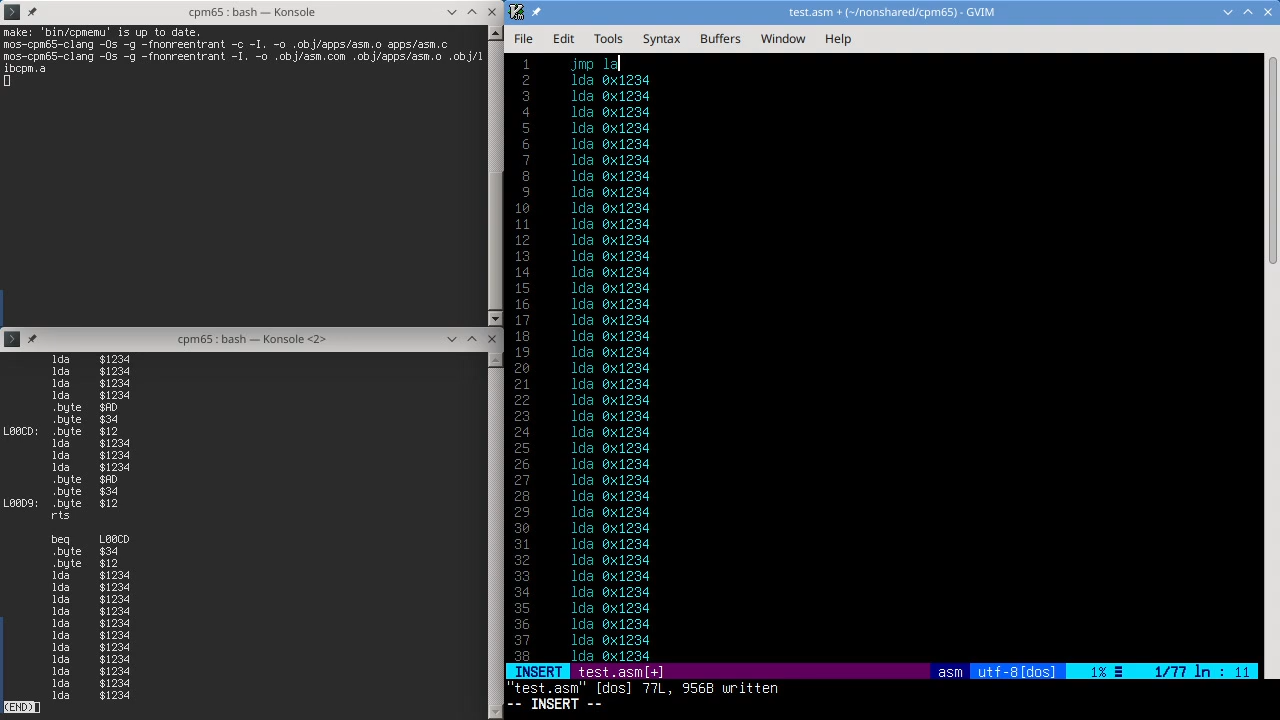 cpm65 : bash — Konsole
make: 'bin/cpmemu' is up to date.
mos-cpm65-clang -Os -g -fnonreentrant -c -I. -o .obj/apps/asm.o apps/asm.c
mos-cpm65-clang -Os -g -fnonreentrant -I. -o .obj/asm.com .obj/apps/asm.o .obj/l
ibcpm.a
cpm65 : bash — Konsole <2>
lda $1234
lda $1234
lda $1234
lda $1234
.byte $AD
.byte $34
L00CD: .byte $12
lda $1234
lda $1234
lda $1234
.byte $AD
.byte $34
L00D9: .byte $12
rts
beq L00CD
.byte $34
.byte $12
lda $1234
lda $1234
lda $1234
lda $1234
lda $1234
lda $1234
lda $1234
lda $1234
lda $1234
lda $1234
lda $1234
(END)
test.asm + (~/nonshared/cpm65) - GVIM
File Edit Tools Syntax Buffers Window Help
1 jmp la
2 lda 0x1234
3 lda 0x1234
4 lda 0x1234
5 lda 0x1234
6 lda 0x1234
7 lda 0x1234
8 lda 0x1234
9 lda 0x1234
10 lda 0x1234
11 lda 0x1234
12 lda 0x1234
13 lda 0x1234
14 lda 0x1234
15 lda 0x1234
16 lda 0x1234
17 lda 0x1234
18 lda 0x1234
19 lda 0x1234
20 lda 0x1234
21 lda 0x1234
22 lda 0x1234
23 lda 0x1234
24 lda 0x1234
25 lda 0x1234
26 lda 0x1234
27 lda 0x1234
28 lda 0x1234
29 lda 0x1234
30 lda 0x1234
31 lda 0x1234
32 lda 0x1234
33 lda 0x1234
34 lda 0x1234
35 lda 0x1234
36 lda 0x1234
37 lda 0x1234
38 lda 0x1234
INSERT test.asm[+] asm utf-8[dos] 1% ☰ 1/77 ln : 11
"test.asm" [dos] 77L, 956B written
-- INSERT --